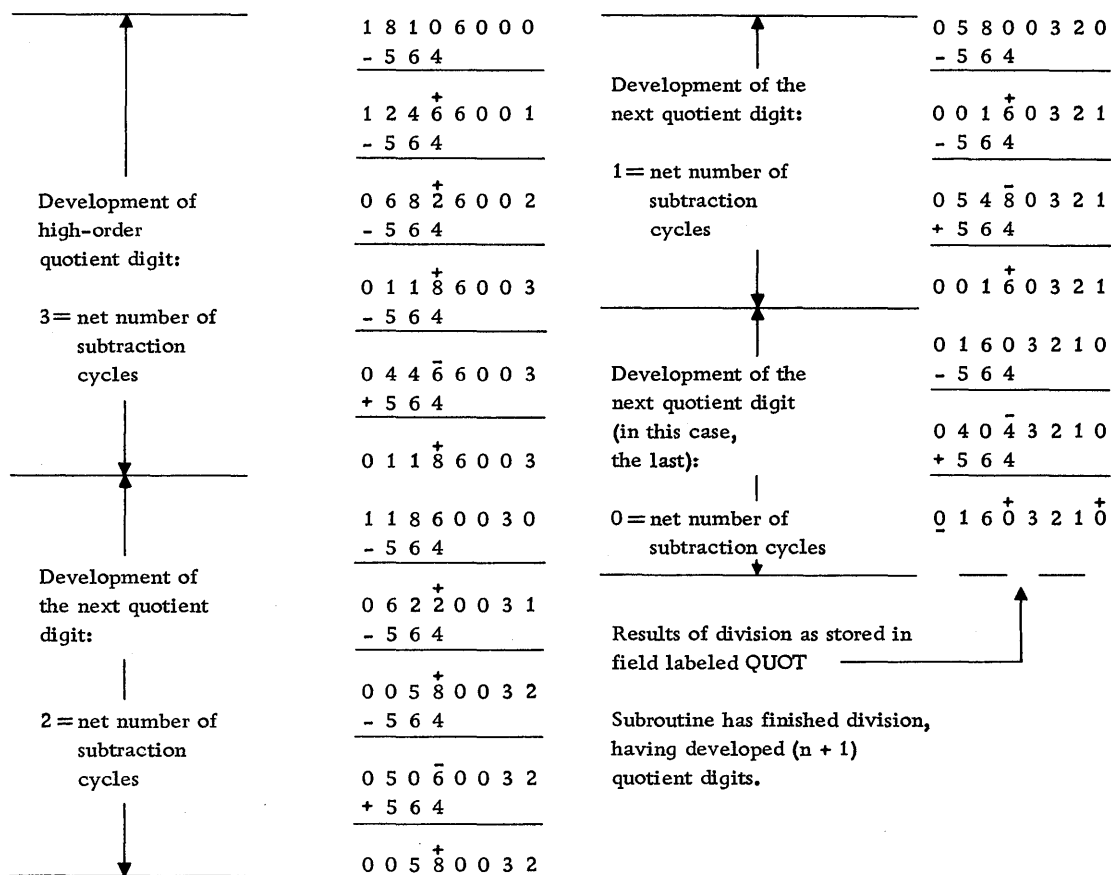 1 8 1 0 6 0 0 0
- 5 6 4
+
1 2 4 6 6 0 0 1
- 5 6 4
+
0 6 8 2 6 0 0 2
- 5 6 4
+
0 1 1 8 6 0 0 3
- 5 6 4
-
0 4 4 6 6 0 0 3
+ 5 6 4
+
0 1 1 8 6 0 0 3
Development of
high-order
quotient digit:
3 = net number of
subtraction
cycles
1 1 8 6 0 0 3 0
- 5 6 4
+
0 6 2 2 0 0 3 1
- 5 6 4
+
0 0 5 8 0 0 3 2
- 5 6 4
-
0 5 0 6 0 0 3 2
+ 5 6 4
+
0 0 5 8 0 0 3 2
Development of
the next quotient
digit:
2 = net number of
subtraction
cycles
0 5 8 0 0 3 2 0
- 5 6 4
+
0 0 1 6 0 3 2 1
- 5 6 4
-
0 5 4 8 0 3 2 1
+ 5 6 4
+
0 0 1 6 0 3 2 1
Development of the
next quotient digit:
1 = net number of
subtraction
cycles
0 1 6 0 3 2 1 0
- 5 6 4
-
0 4 0 4 3 2 1 0
+ 5 6 4
+ +
0 1 6 0 3 2 1 0
Development of the
next quotient digit
(in this case,
the last):
0 = net number of
subtraction cycles
Results of division as stored in
field labeled QUOT
Subroutine has finished division,
having developed (n + 1)
quotient digits.